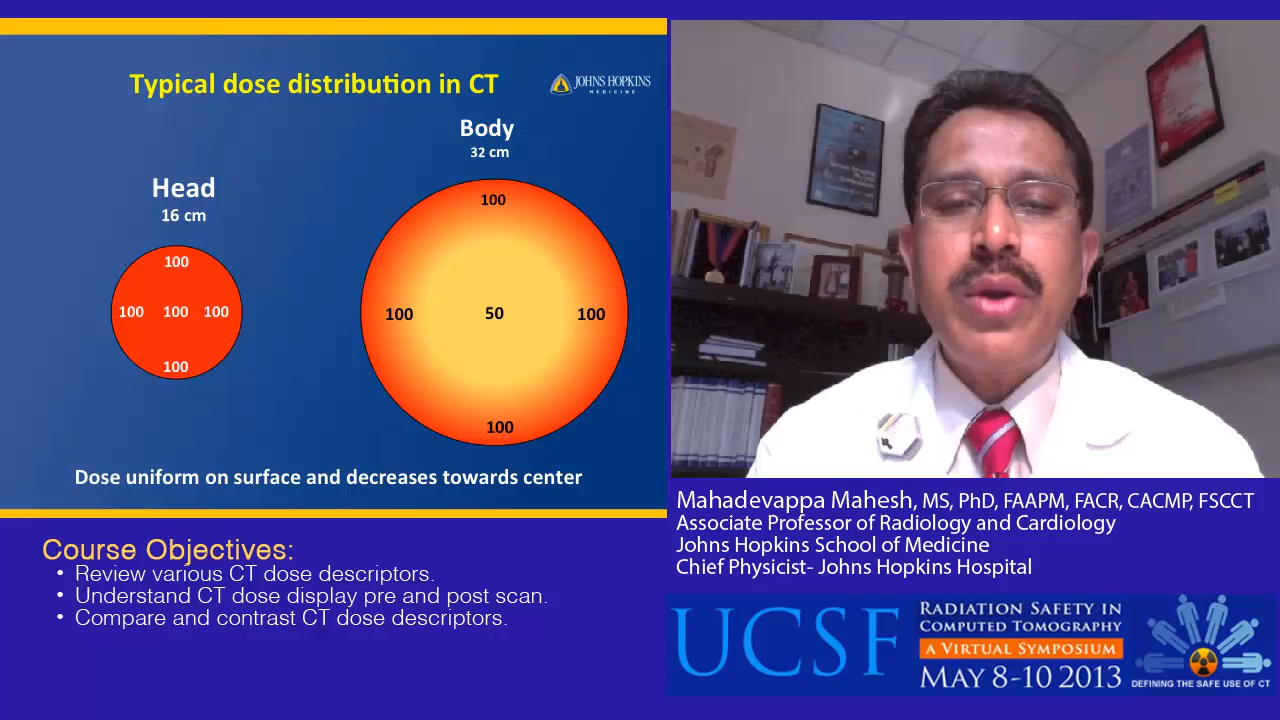 Typical dose distribution in CT
JOHNS HOPKINS
MEDICINE
Body
32 cm
Head
16 cm
100
100 100 100
100
100
100 50 100
100
Dose uniform on surface and decreases towards center
Course Objectives:
• Review various CT dose descriptors.
• Understand CT dose display pre and post scan.
• Compare and contrast CT dose descriptors.
Mahadevappa Mahesh, MS, PhD, FAAPM, FACR, CACMP, FSCCT
Associate Professor of Radiology and Cardiology
Johns Hopkins School of Medicine
Chief Physicist- Johns Hopkins Hospital
UCSF
RADIATION SAFETY IN
COMPUTED TOMOGRAPHY
A VIRTUAL SYMPOSIUM
MAY 8-10 2013
DEFINING THE SAFE USE OF CT